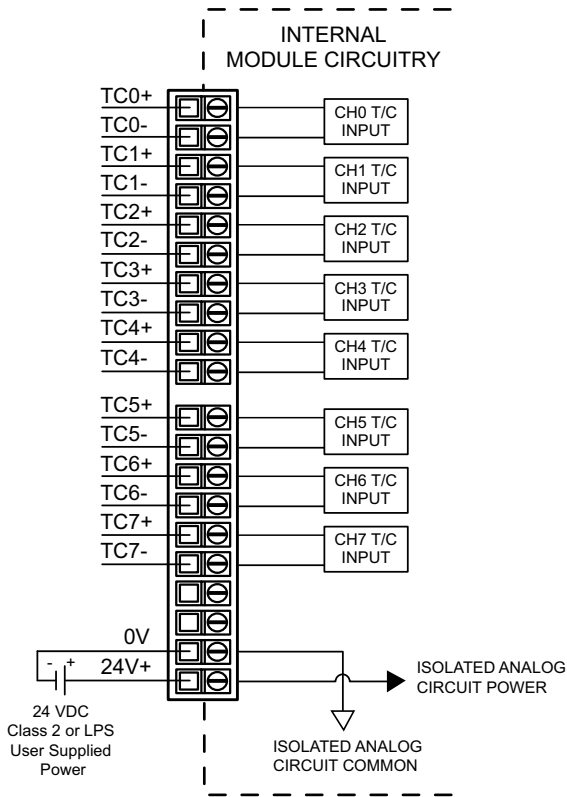 INTERNAL
MODULE CIRCUITRY
TC0+
TC0-
TC1+
TC1-
TC2+
TC2-
TC3+
TC3-
TC4+
TC4-
TC5+
TC5-
TC6+
TC6-
TC7+
TC7-
0V
24V+
CH0 T/C
INPUT
CH1 T/C
INPUT
CH2 T/C
INPUT
CH3 T/C
INPUT
CH4 T/C
INPUT
CH5 T/C
INPUT
CH6 T/C
INPUT
CH7 T/C
INPUT
- +
24 VDC
Class 2 or LPS
User Supplied
Power
ISOLATED ANALOG
CIRCUIT POWER
ISOLATED ANALOG
CIRCUIT COMMON